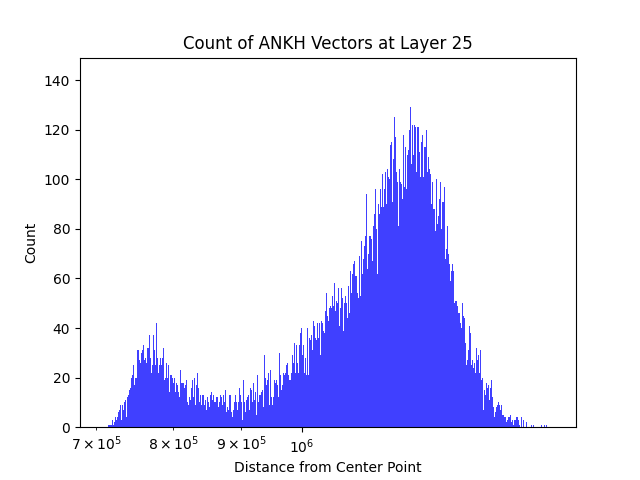 Count of ANKH Vectors at Layer 25
140
120
100
80
60
40
20
0
Count
7 × 10⁵ 8 × 10⁵ 9 × 10⁵ 10⁶
Distance from Center Point